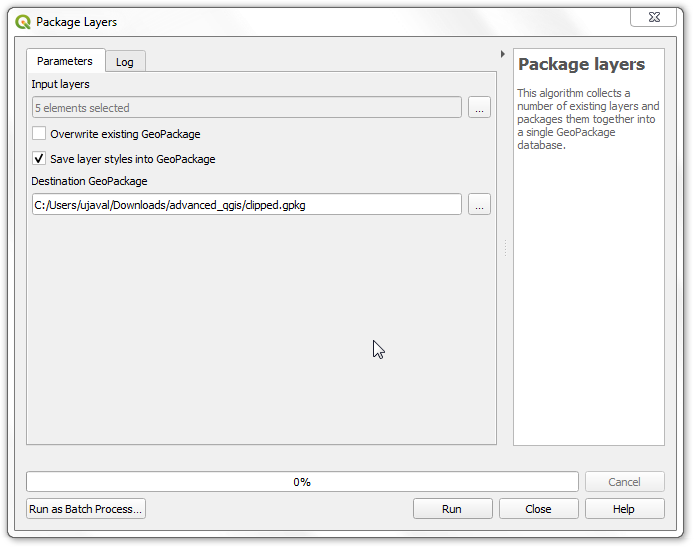 Package Layers
Parameters
Log
Input layers
5 elements selected
...
Overwrite existing GeoPackage
Save layer styles into GeoPackage
Destination GeoPackage
C:/Users/ujaval/Downloads/advanced_qgis/clipped.gpkg
...
Package layers
This algorithm collects a
number of existing layers and
packages them together into
a single GeoPackage
database.
0%
Cancel
Run as Batch Process...
Run
Close
Help